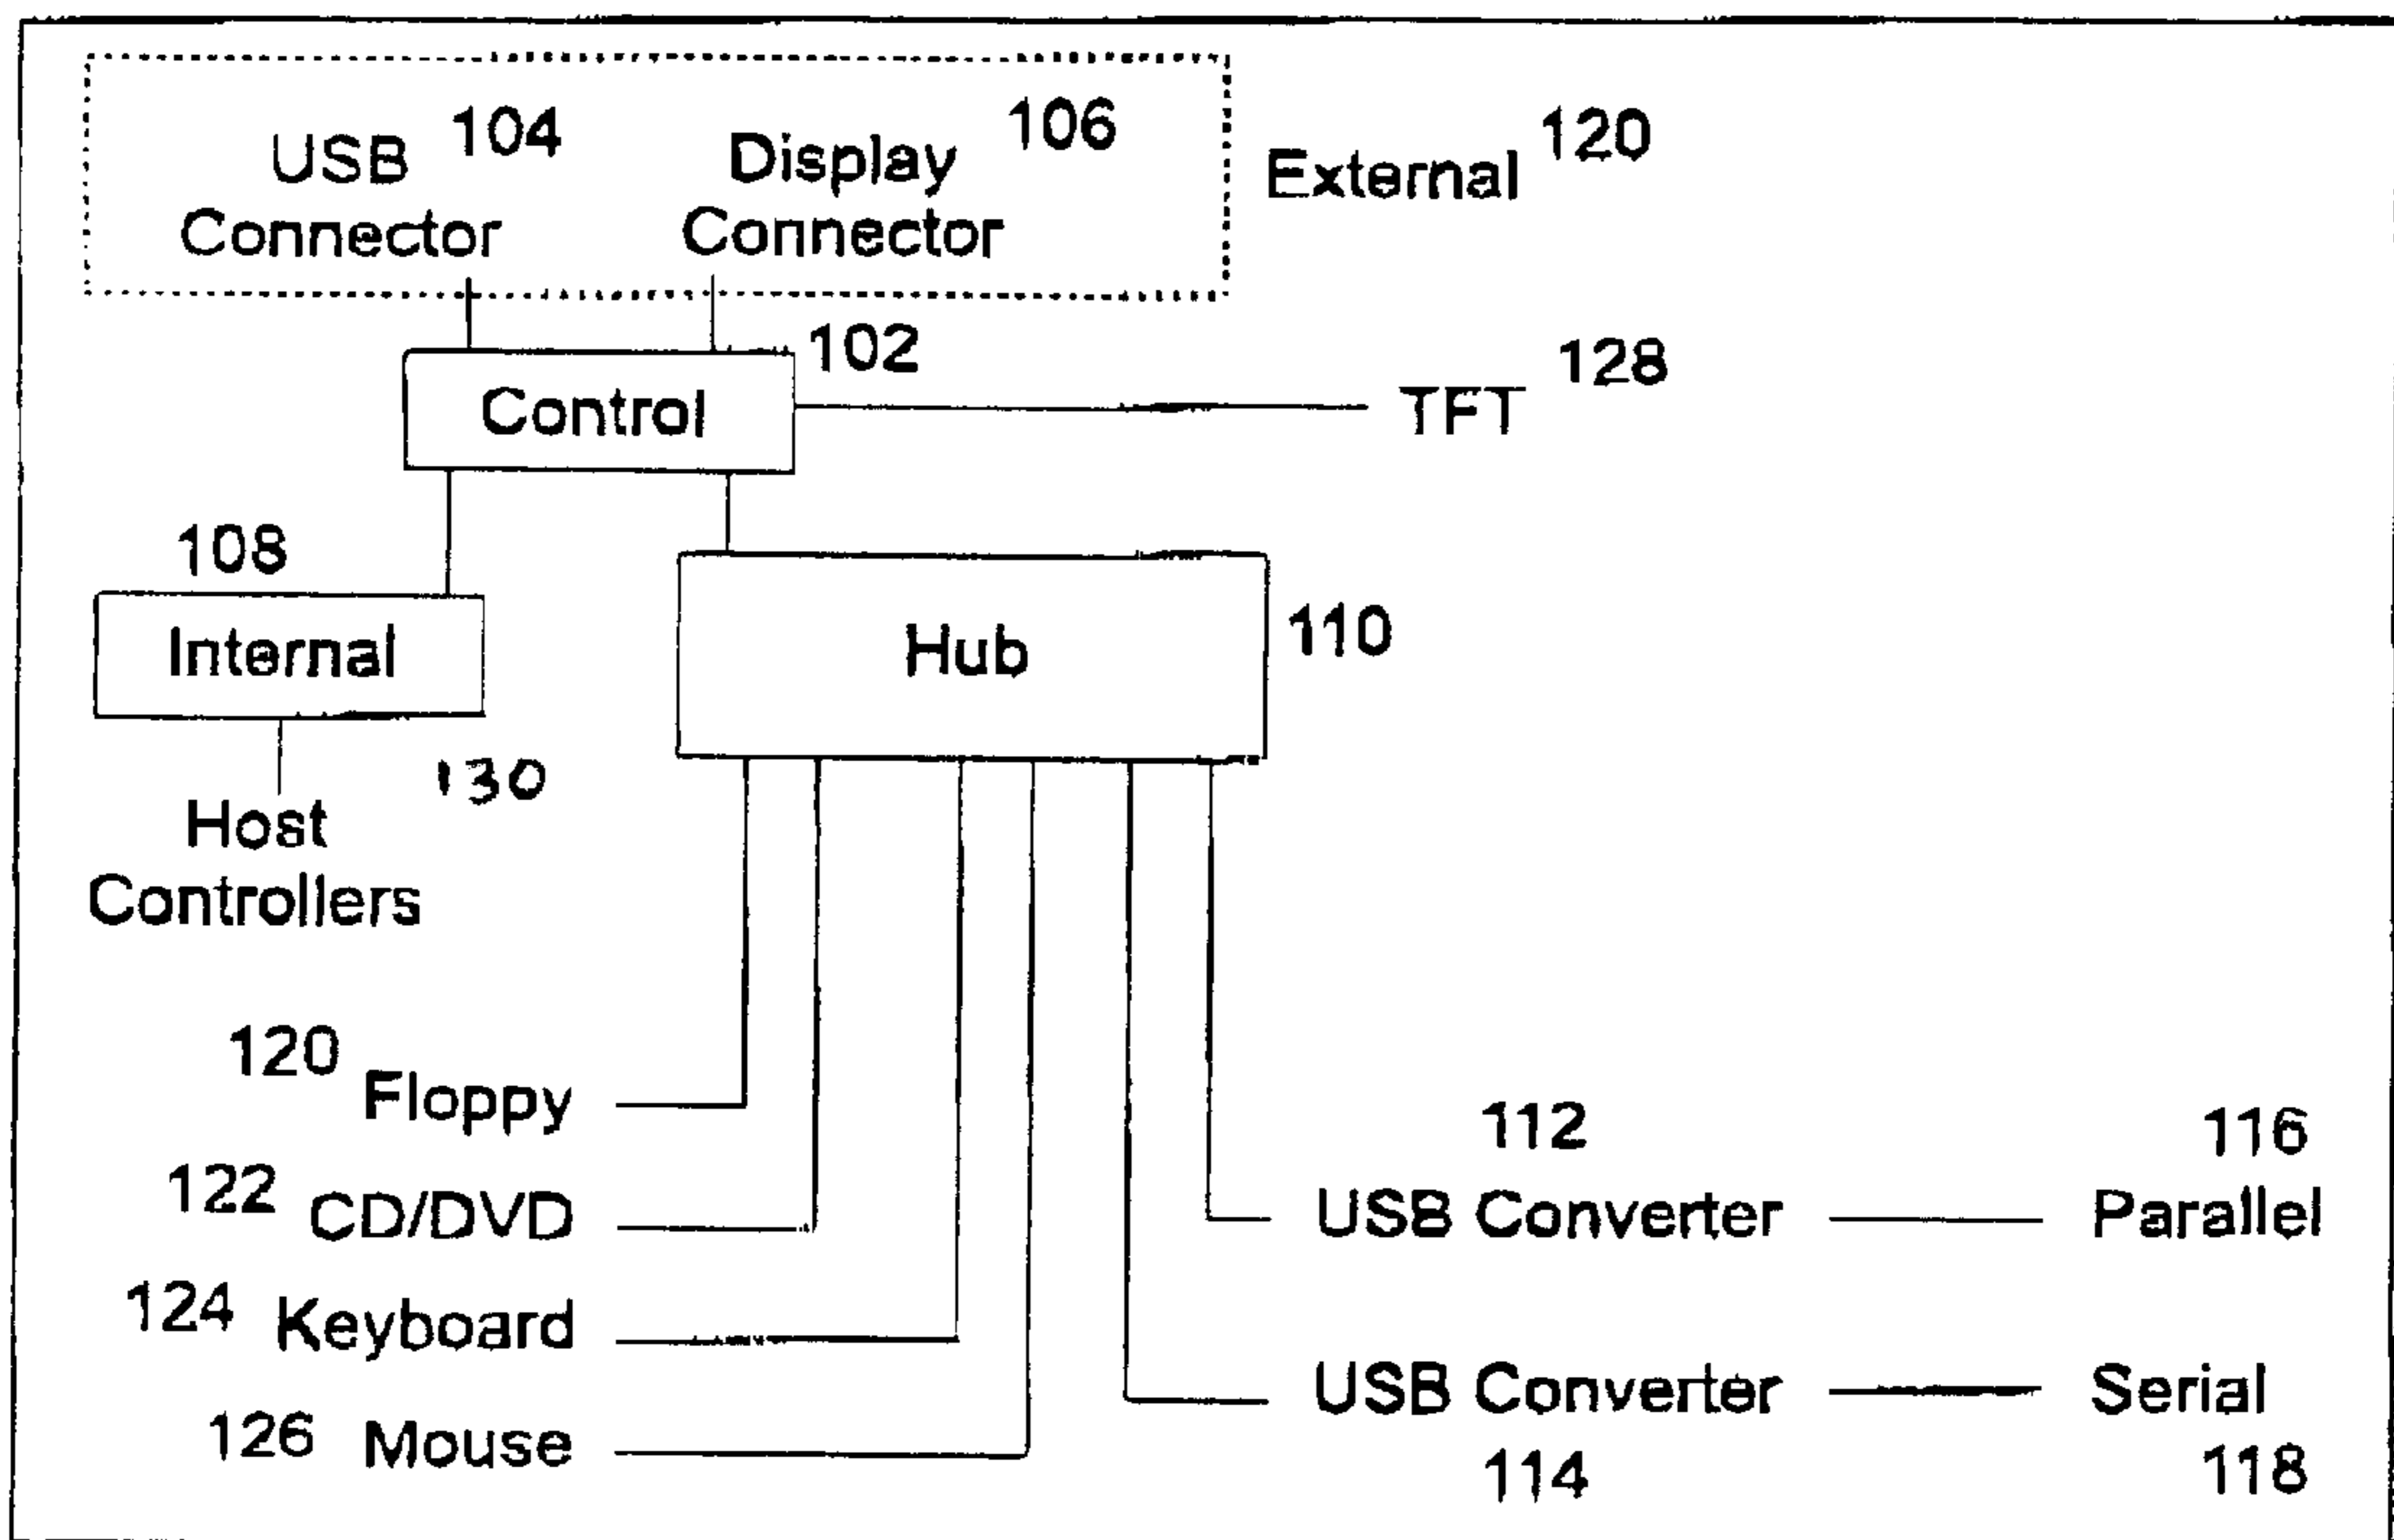 USB 104
Connector
Display 106
Connector
External 120
102
Control
TFT 128
108
Internal
Hub
110
130
Host
Controllers
120 Floppy
122 CD/DVD
124 Keyboard
126 Mouse
112
USB Converter
116
Parallel
USB Converter
114
Serial
118